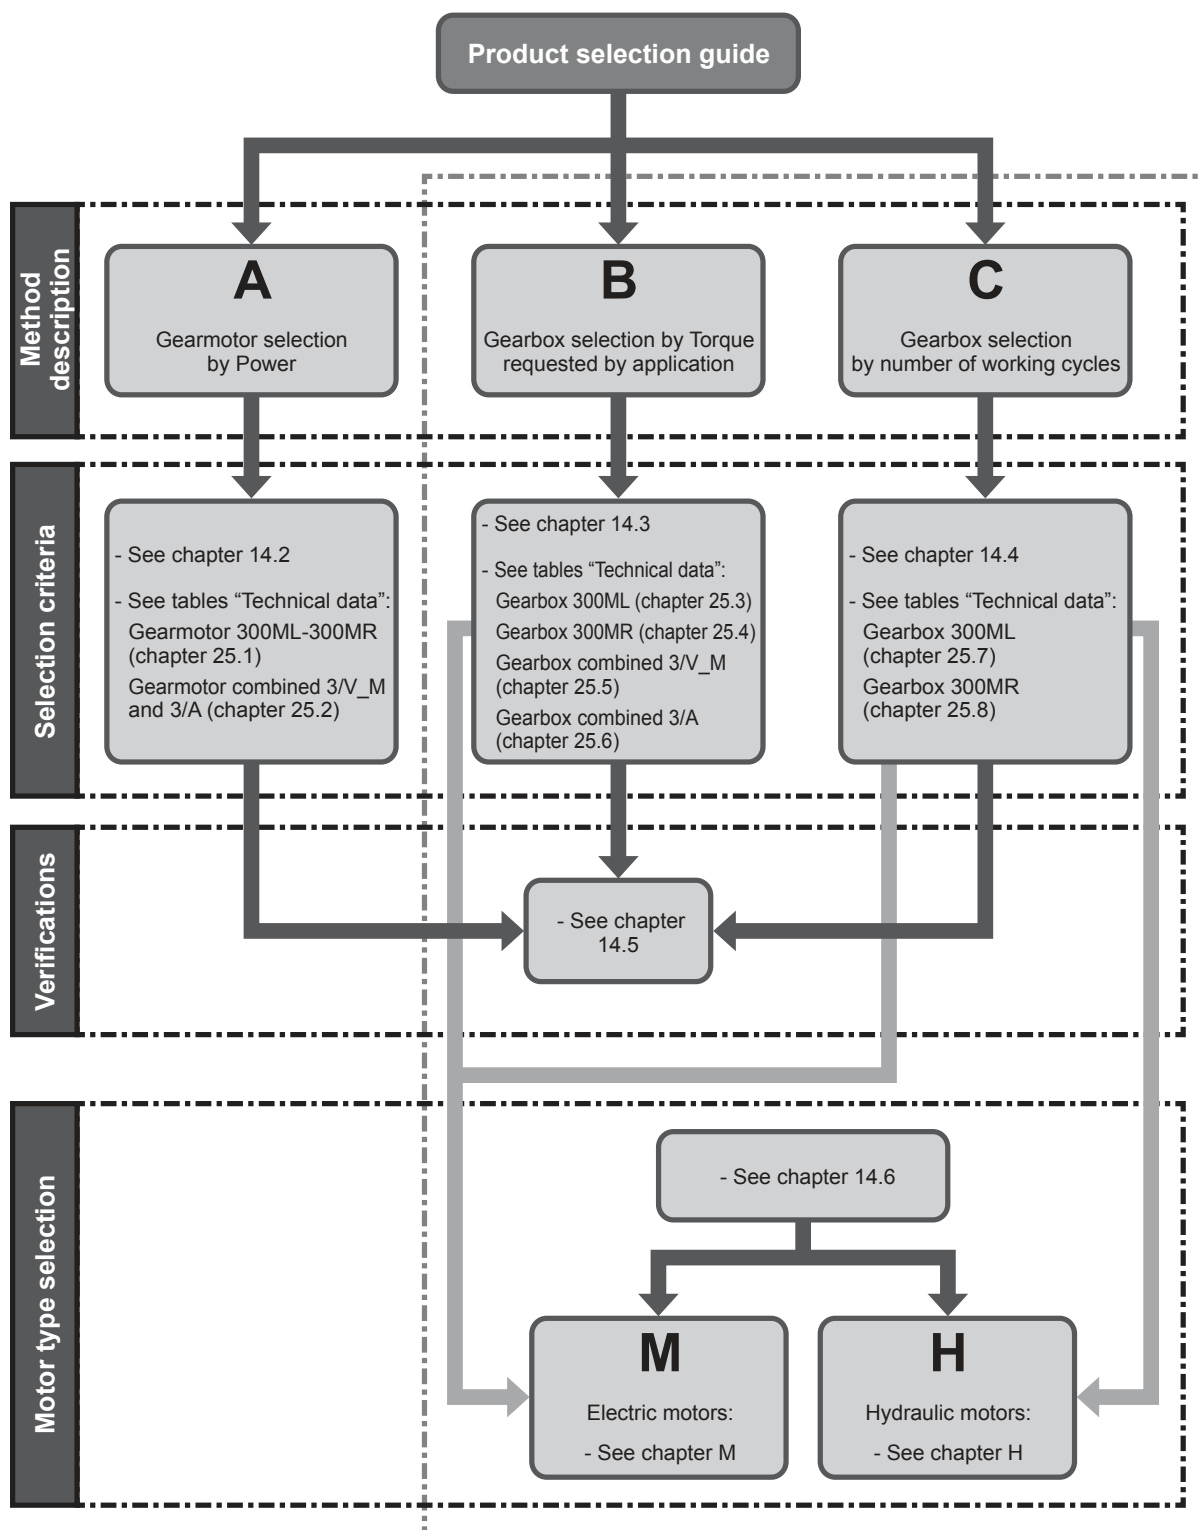 Product selection guide
Method
description
A
Gearmotor selection
by Power
B
Gearbox selection by Torque
requested by application
C
Gearbox selection
by number of working cycles
Selection criteria
- See chapter 14.2
- See tables “Technical data”:
Gearmotor 300ML-300MR
(chapter 25.1)
Gearmotor combined 3/V_M
and 3/A (chapter 25.2)
- See chapter 14.3
- See tables “Technical data”:
Gearbox 300ML (chapter 25.3)
Gearbox 300MR (chapter 25.4)
Gearbox combined 3/V_M
(chapter 25.5)
Gearbox combined 3/A
(chapter 25.6)
- See chapter 14.4
- See tables “Technical data”:
Gearbox 300ML
(chapter 25.7)
Gearbox 300MR
(chapter 25.8)
Verifications
- See chapter
14.5
Motor type selection
- See chapter 14.6
M
Electric motors:
- See chapter M
H
Hydraulic motors:
- See chapter H